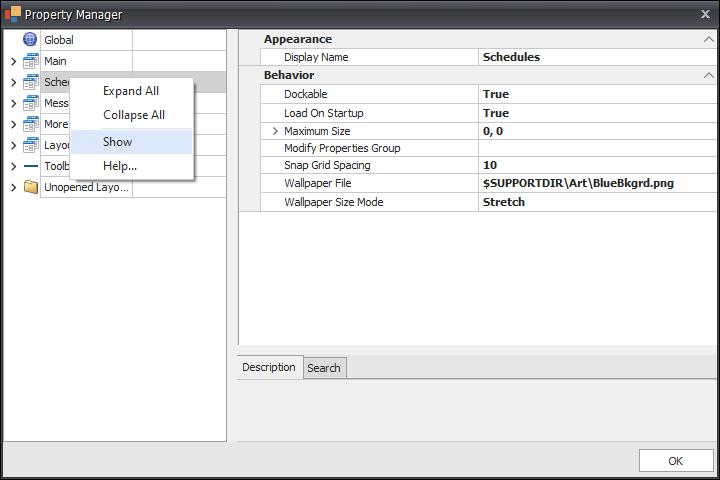 Property Manager
Global
Main
Sched
Mess
More
Layou
Toolb
Unopened Layo...
Expand All
Collapse All
Show
Help...
Appearance
Display Name Schedules
Behavior
Dockable True
Load On Startup True
Maximum Size 0, 0
Modify Properties Group
Snap Grid Spacing 10
Wallpaper File $SUPPORTDIR\Art\BlueBkgrd.png
Wallpaper Size Mode Stretch
Description Search
OK